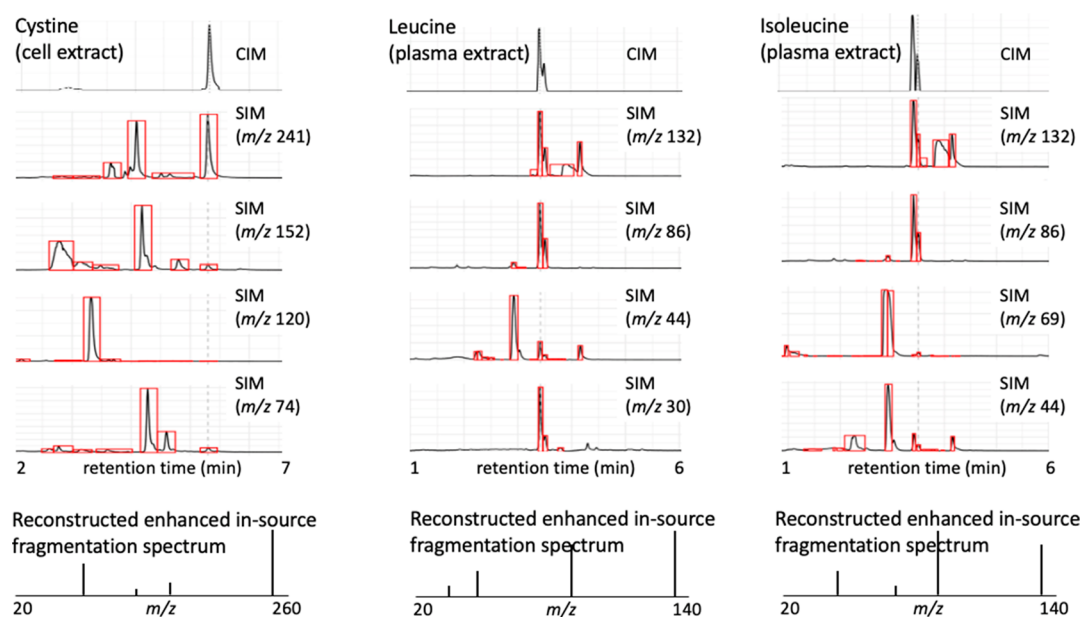 Cystine
(cell extract)
CIM
SIM
(m/z 241)
SIM
(m/z 152)
SIM
(m/z 120)
SIM
(m/z 74)
2 retention time (min) 7
Reconstructed enhanced in-source
fragmentation spectrum
20 m/z 260
Leucine
(plasma extract)
CIM
SIM
(m/z 132)
SIM
(m/z 86)
SIM
(m/z 44)
SIM
(m/z 30)
1 retention time (min) 6
Reconstructed enhanced in-source
fragmentation spectrum
20 m/z 140
Isoleucine
(plasma extract)
CIM
SIM
(m/z 132)
SIM
(m/z 86)
SIM
(m/z 69)
SIM
(m/z 44)
1 retention time (min) 6
Reconstructed enhanced in-source
fragmentation spectrum
20 m/z 140